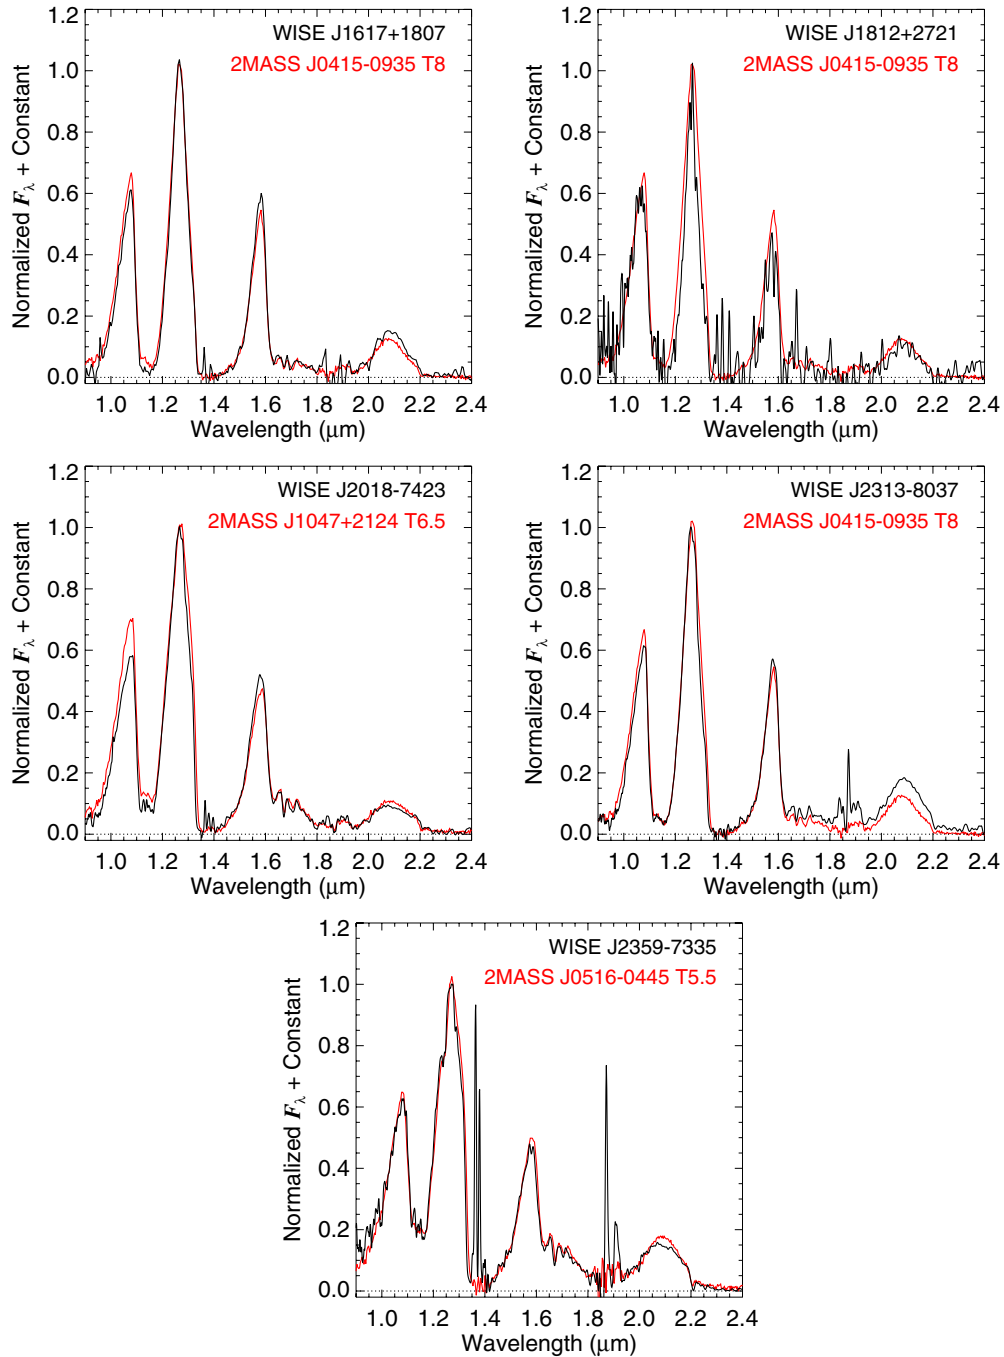 WISE J1617+1807
2MASS J0415-0935 T8
Normalized Fλ + Constant
1.2
1.0
0.8
0.6
0.4
0.2
0.0
1.0 1.2 1.4 1.6 1.8 2.0 2.2 2.4
Wavelength (μm)
WISE J1812+2721
2MASS J0415-0935 T8
Normalized Fλ + Constant
1.2
1.0
0.8
0.6
0.4
0.2
0.0
1.0 1.2 1.4 1.6 1.8 2.0 2.2 2.4
Wavelength (μm)
WISE J2018-7423
2MASS J1047+2124 T6.5
Normalized Fλ + Constant
1.2
1.0
0.8
0.6
0.4
0.2
0.0
1.0 1.2 1.4 1.6 1.8 2.0 2.2 2.4
Wavelength (μm)
WISE J2313-8037
2MASS J0415-0935 T8
Normalized Fλ + Constant
1.2
1.0
0.8
0.6
0.4
0.2
0.0
1.0 1.2 1.4 1.6 1.8 2.0 2.2 2.4
Wavelength (μm)
WISE J2359-7335
2MASS J0516-0445 T5.5
Normalized Fλ + Constant
1.2
1.0
0.8
0.6
0.4
0.2
0.0
1.0 1.2 1.4 1.6 1.8 2.0 2.2 2.4
Wavelength (μm)